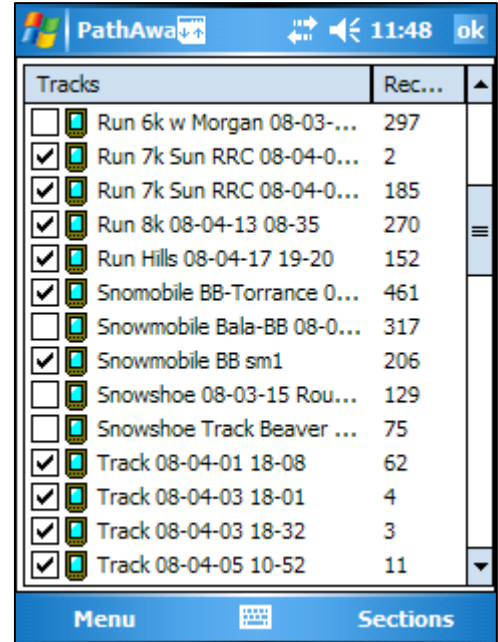 PathAwa 11:48 ok
Tracks Rec...
Run 6k w Morgan 08-03-... 297
Run 7k Sun RRC 08-04-0... 2
Run 7k Sun RRC 08-04-0... 185
Run 8k 08-04-13 08-35 270
Run Hills 08-04-17 19-20 152
Snomobile BB-Torrance 0... 461
Snowmobile Bala-BB 08-0... 317
Snowmobile BB sm1 206
Snowshoe 08-03-15 Rou... 129
Snowshoe Track Beaver ... 75
Track 08-04-01 18-08 62
Track 08-04-03 18-01 4
Track 08-04-03 18-32 3
Track 08-04-05 10-52 11
Menu Sections